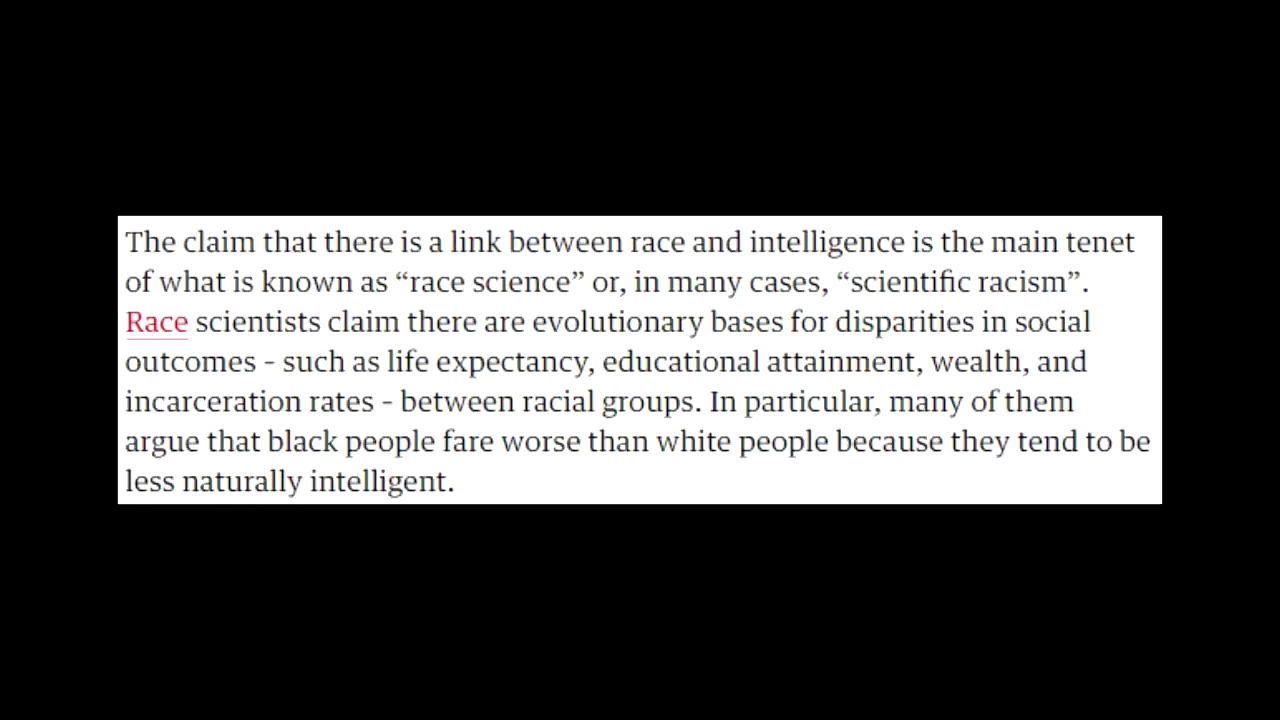 The claim that there is a link between race and intelligence is the main tenet
of what is known as “race science” or, in many cases, “scientific racism”.
Race scientists claim there are evolutionary bases for disparities in social
outcomes - such as life expectancy, educational attainment, wealth, and
incarceration rates - between racial groups. In particular, many of them
argue that black people fare worse than white people because they tend to be
less naturally intelligent.